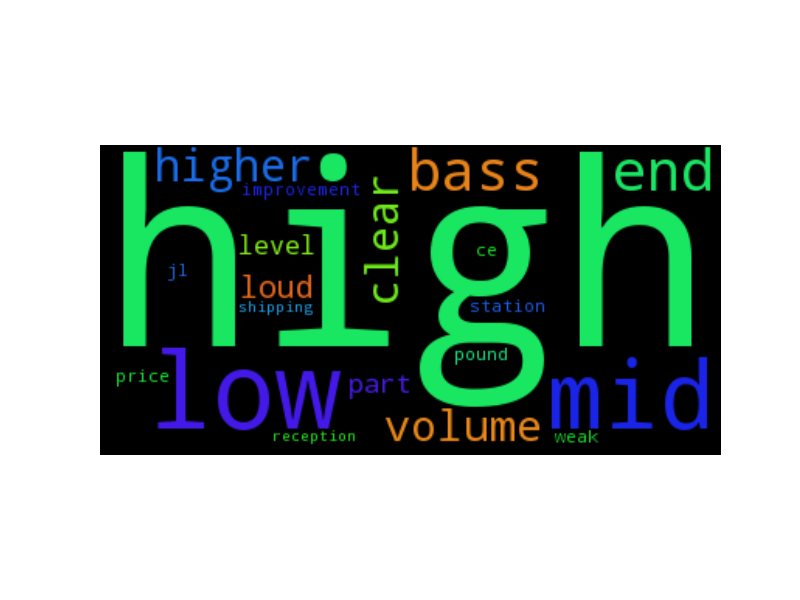 higher
improvement
bass
end
high
clear
level
ce
jl
loud
shipping
station
pound
price
low
part
mid
volume
reception
weak